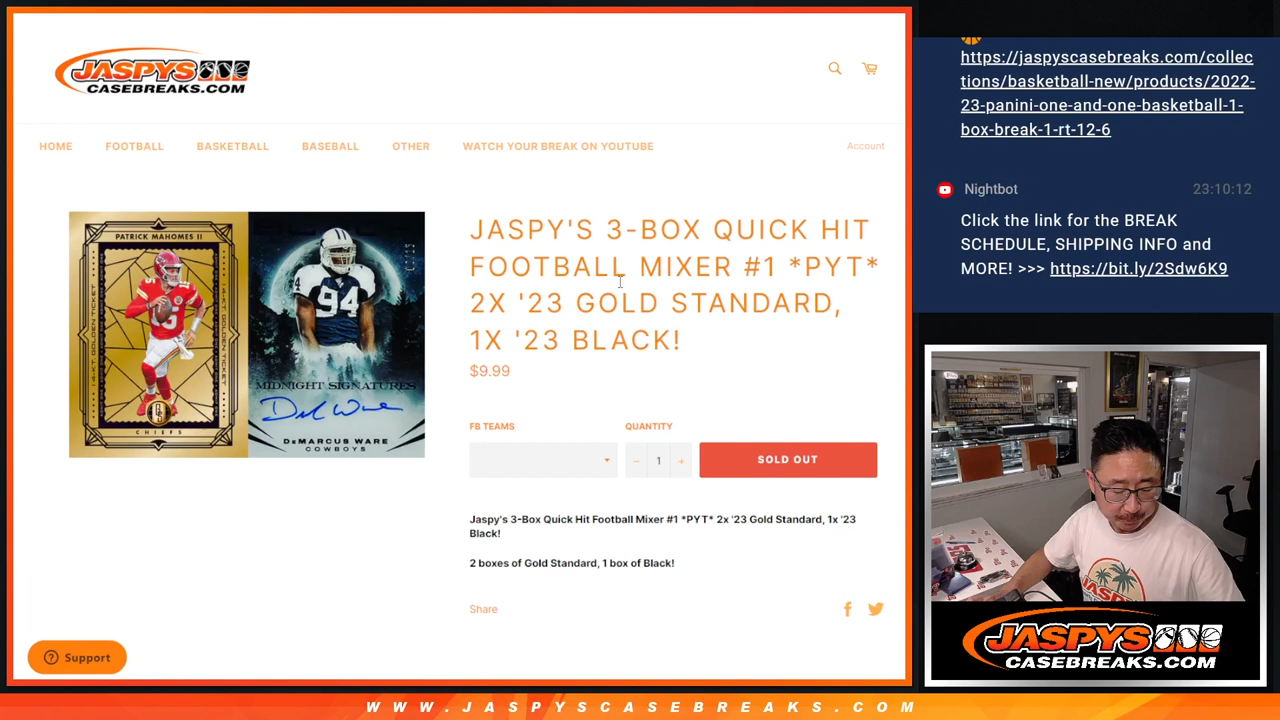 JASPYS
CASEBREAKS.COM
HOME FOOTBALL BASKETBALL BASEBALL OTHER WATCH YOUR BREAK ON YOUTUBE Account
PATRICK MAHOMES II
15
CHIEFS
94
MIDNIGHT SIGNATURES
DeMARCUS WARE
COWBOYS
JASPY'S 3-BOX QUICK HIT
FOOTBALL MIXER #1 *PYT*
2X '23 GOLD STANDARD,
1X '23 BLACK!
$9.99
FB TEAMS QUANTITY
− 1 + SOLD OUT
Jaspy's 3-Box Quick Hit Football Mixer #1 *PYT* 2x '23 Gold Standard, 1x '23
Black!
2 boxes of Gold Standard, 1 box of Black!
Share
Support
https://jaspyscasebreaks.com/collec
tions/basketball-new/products/2022-
23-panini-one-and-one-basketball-1-
box-break-1-rt-12-6
Nightbot 23:10:12
Click the link for the BREAK
SCHEDULE, SHIPPING INFO and
MORE! >>> https://bit.ly/2Sdw6K9
JASPYS
CASEBREAKS.COM
WWW.JASPYSCASEBREAKS.COM